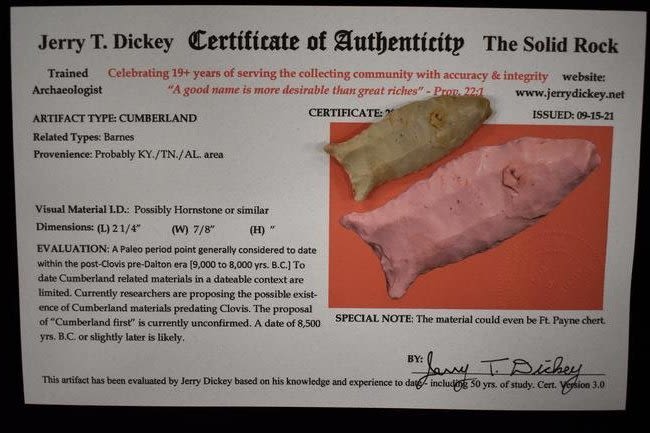 Jerry T. Dickey Certificate of Authenticity The Solid Rock
Trained Celebrating 19+ years of serving the collecting community with accuracy & integrity website:
Archaeologist "A good name is more desirable than great riches" - Prov. 22:1 www.jerrydickey.net
ARTIFACT TYPE: CUMBERLAND CERTIFICATE: ISSUED: 09-15-21
Related Types: Barnes
Provenience: Probably KY./TN./AL. area
Visual Material I.D.: Possibly Hornstone or similar
Dimensions: (L) 2 1/4" (W) 7/8" (H) "
EVALUATION: A Paleo period point generally considered to date
within the post-Clovis pre-Dalton era [9,000 to 8,000 yrs. B.C.] To
date Cumberland related materials in a dateable context are
limited. Currently researchers are proposing the possible exist-
ence of Cumberland materials predating Clovis. The proposal
of "Cumberland first" is currently unconfirmed. A date of 8,500
yrs. B.C. or slightly later is likely.
SPECIAL NOTE: The material could even be Ft. Payne chert.
BY: Jarry T. Dickey
This artifact has been evaluated by Jerry Dickey based on his knowledge and experience to date - including 50 yrs. of study. Cert. Version 3.0